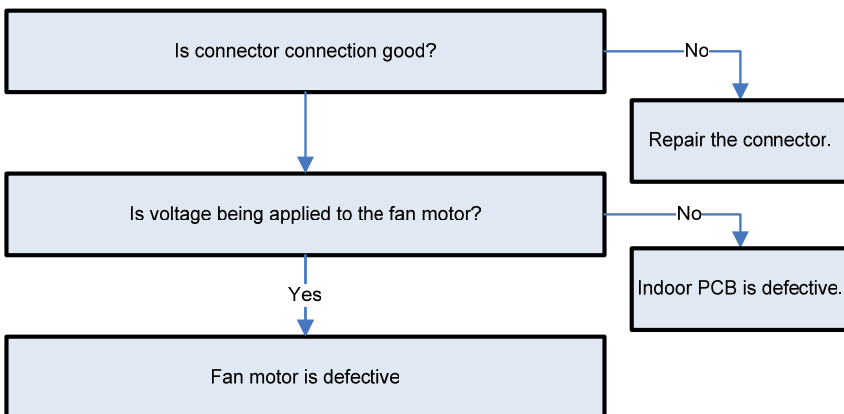 Is connector connection good?
No
Repair the connector.
Is voltage being applied to the fan motor?
No
Indoor PCB is defective.
Yes
Fan motor is defective